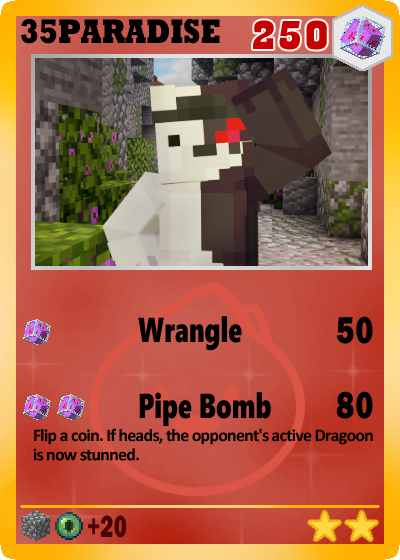 35PARADISE 250
Wrangle 50
Pipe Bomb 80
Flip a coin. If heads, the opponent's active Dragoon
is now stunned.
+20